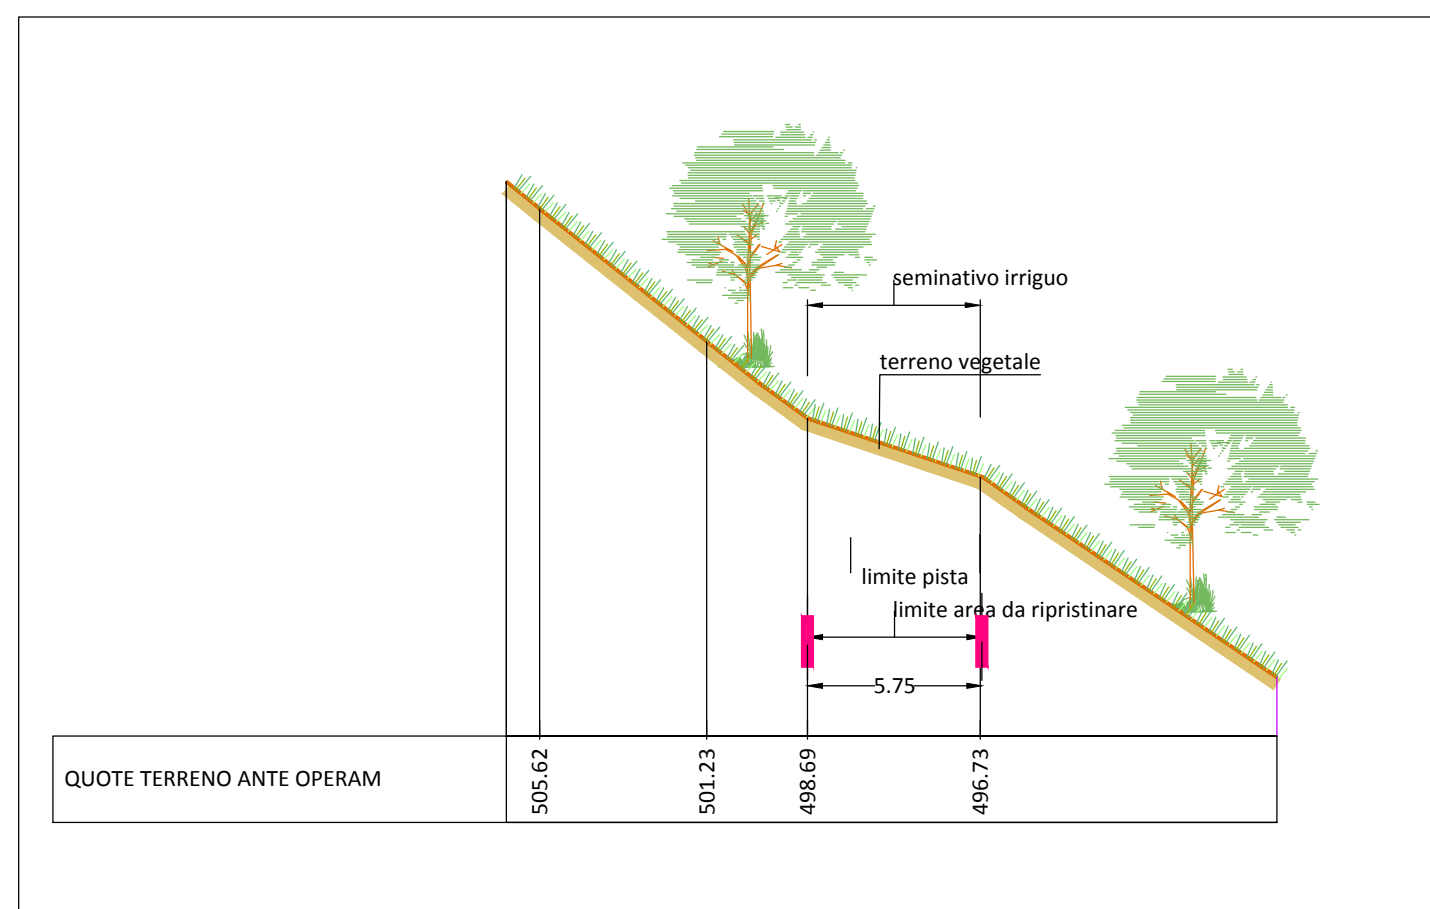 seminativo irriguo
terreno vegetale
limite pista
limite area da ripristinare
5.75
QUOTE TERRENO ANTE OPERAM
505.62
501.23
498.69
496.73